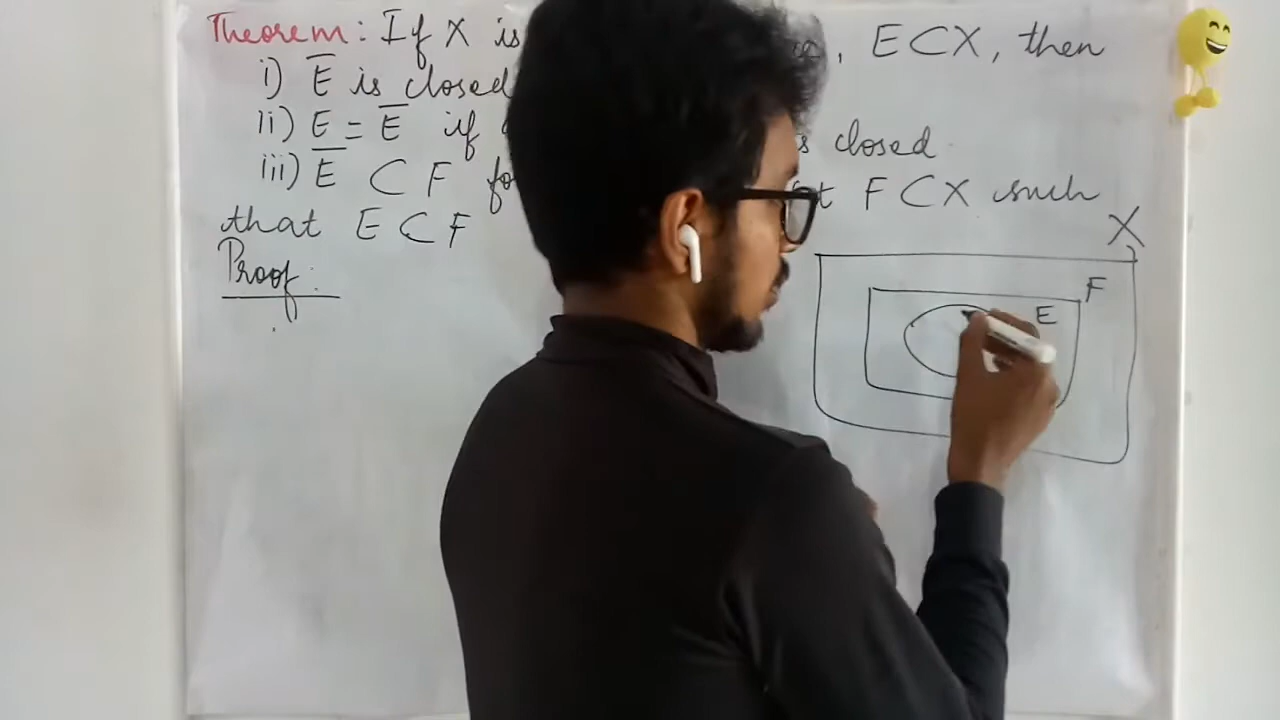 Theorem: If X is , E ⊂ X, then
i) E̅ is closed
ii) E = E̅ if s closed
iii) E̅ ⊂ F fo t F ⊂ X such
that E ⊂ F
Proof:
X
F
E